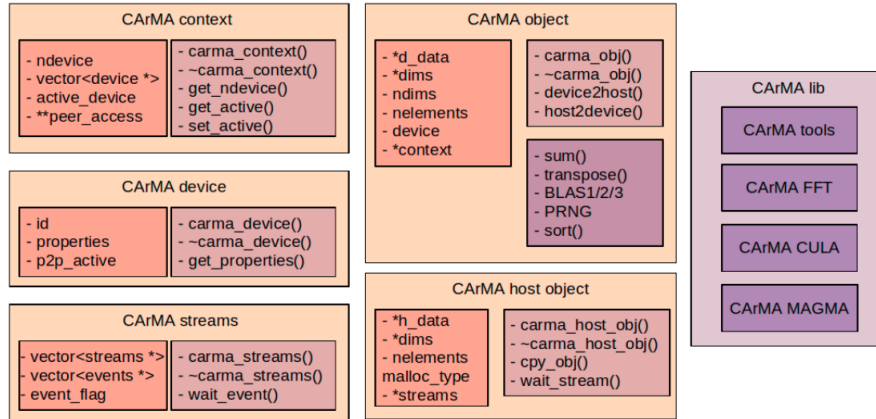 CArMA context
- ndevice
- vector<device *>
- active_device
- **peer_access
- carma_context()
- ~carma_context()
- get_ndevice()
- get_active()
- set_active()
CArMA device
- id
- properties
- p2p_active
- carma_device()
- ~carma_device()
- get_properties()
CArMA streams
- vector<streams *>
- vector<events *>
- event_flag
- carma_streams()
- ~carma_streams()
- wait_event()
CArMA object
- *d_data
- *dims
- ndims
- nelements
- device
- *context
- carma_obj()
- ~carma_obj()
- device2host()
- host2device()
- sum()
- transpose()
- BLAS1/2/3
- PRNG
- sort()
CArMA host object
- *h_data
- *dims
- nelements
malloc_type
- *streams
- carma_host_obj()
- ~carma_host_obj()
- cpy_obj()
- wait_stream()
CArMA lib
CArMA tools
CArMA FFT
CArMA CULA
CArMA MAGMA